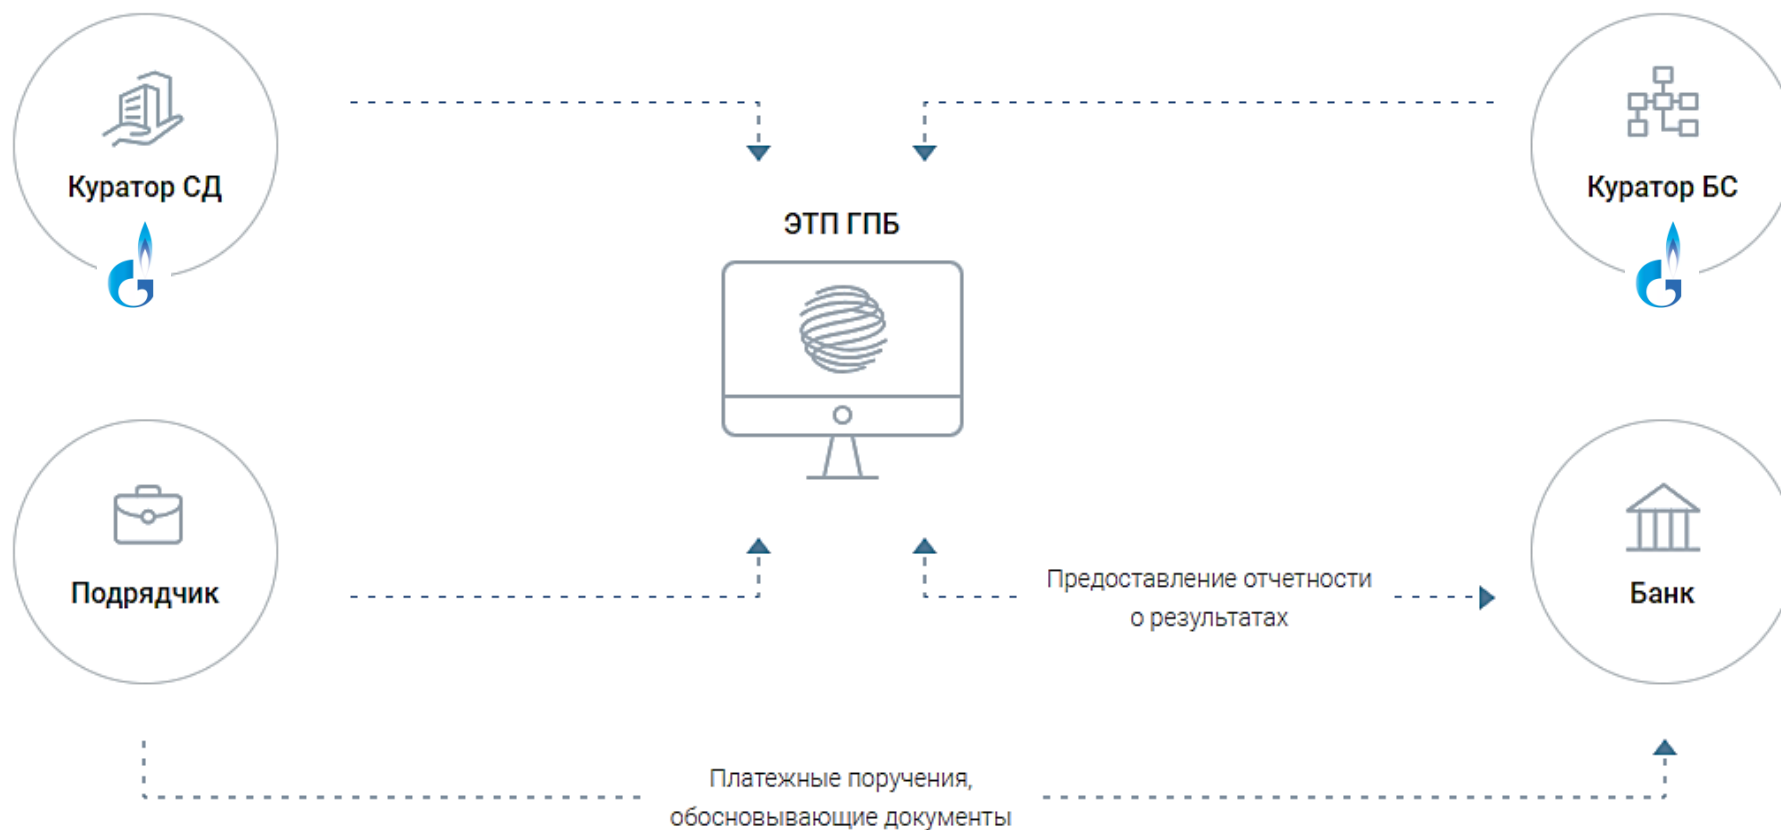 Куратор СД
Куратор БС
ЭТП ГПБ
Подрядчик
Предоставление отчетности
о результатах
Банк
Платежные поручения,
обосновывающие документы